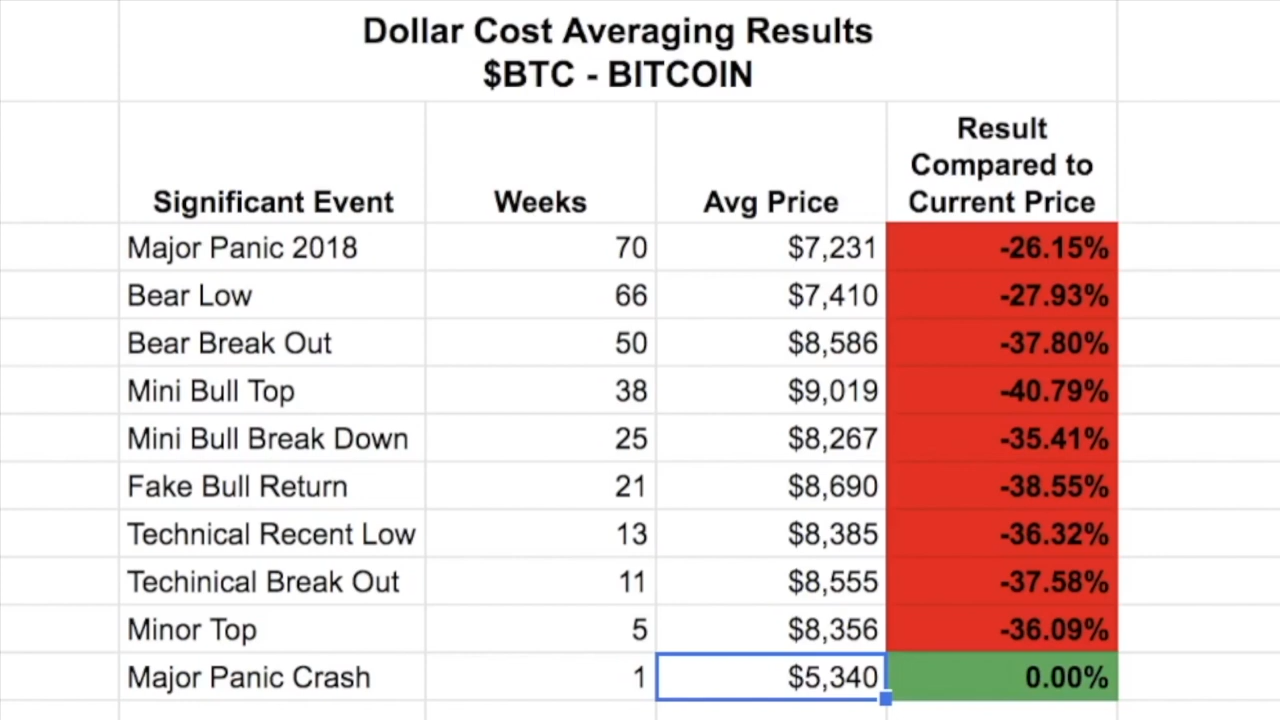 Dollar Cost Averaging Results
$BTC - BITCOIN
Significant Event Weeks Avg Price Result Compared to Current Price
Major Panic 2018 70 $7,231 -26.15%
Bear Low 66 $7,410 -27.93%
Bear Break Out 50 $8,586 -37.80%
Mini Bull Top 38 $9,019 -40.79%
Mini Bull Break Down 25 $8,267 -35.41%
Fake Bull Return 21 $8,690 -38.55%
Technical Recent Low 13 $8,385 -36.32%
Techinical Break Out 11 $8,555 -37.58%
Minor Top 5 $8,356 -36.09%
Major Panic Crash 1 $5,340 0.00%